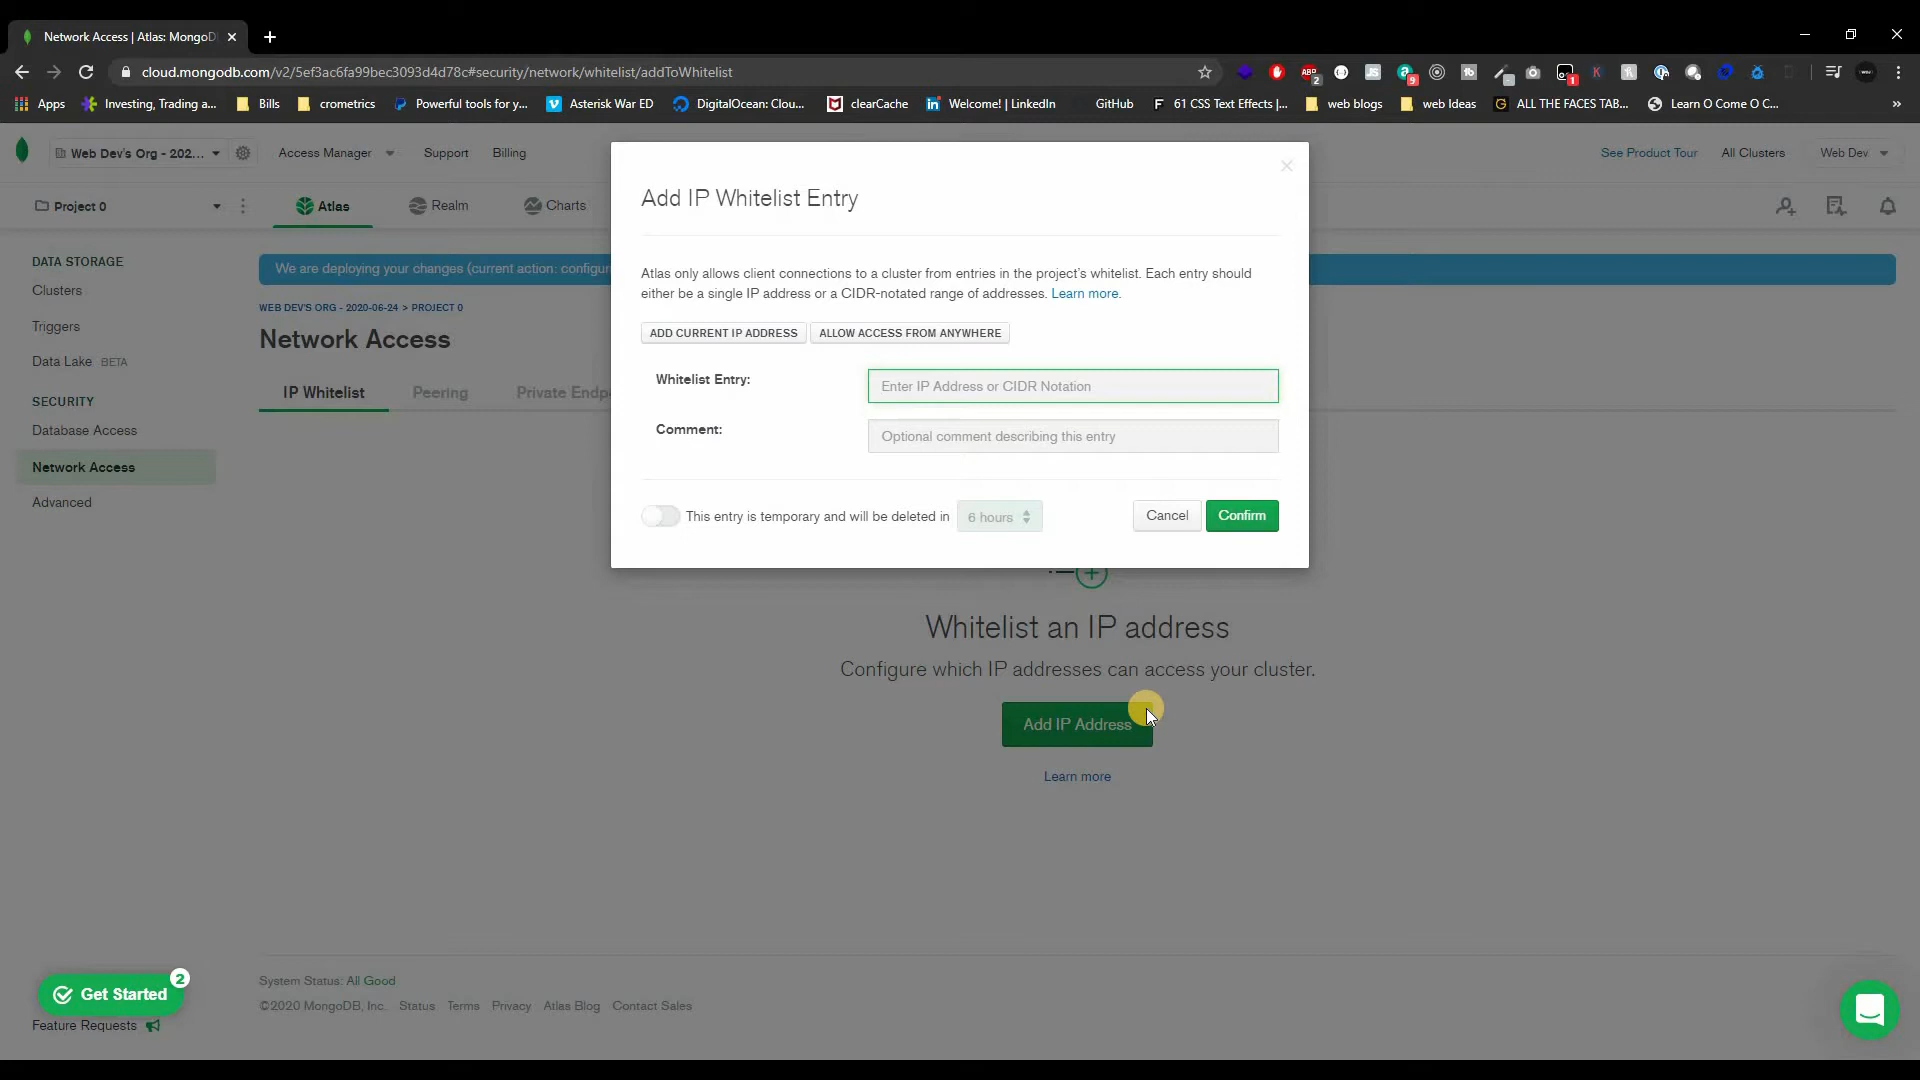 Network Access | Atlas: MongoD
cloud.mongodb.com/v2/5ef3ac6fa99bec3093d4d78c#security/network/whitelist/addToWhitelist
ABP
2
JS
a
9
tb
1
K
Apps
Investing, Trading a...
Bills
crometrics
Powerful tools for y...
Asterisk War ED
DigitalOcean: Clou...
clearCache
Welcome! | LinkedIn
GitHub
61 CSS Text Effects |...
web blogs
web Ideas
ALL THE FACES TAB...
Learn O Come O C...
»
Web Dev's Org - 202...
Access Manager
Support
Billing
See Product Tour
All Clusters
Web Dev
Project 0
Atlas
Realm
Charts
DATA STORAGE
Clusters
Triggers
Data Lake BETA
SECURITY
Database Access
Network Access
Advanced
We are deploying your changes (current action: configur
WEB DEV'S ORG - 2020-06-24 > PROJECT 0
Network Access
IP Whitelist
Peering
Private Endp
Add IP Whitelist Entry
Atlas only allows client connections to a cluster from entries in the project's whitelist. Each entry should
either be a single IP address or a CIDR-notated range of addresses. Learn more.
ADD CURRENT IP ADDRESS
ALLOW ACCESS FROM ANYWHERE
Whitelist Entry:
Enter IP Address or CIDR Notation
Comment:
Optional comment describing this entry
This entry is temporary and will be deleted in
6 hours
Cancel
Confirm
Whitelist an IP address
Configure which IP addresses can access your cluster.
Add IP Address
Learn more
System Status: All Good
©2020 MongoDB, Inc.
Status
Terms
Privacy
Atlas Blog
Contact Sales
Get Started
2
Feature Requests